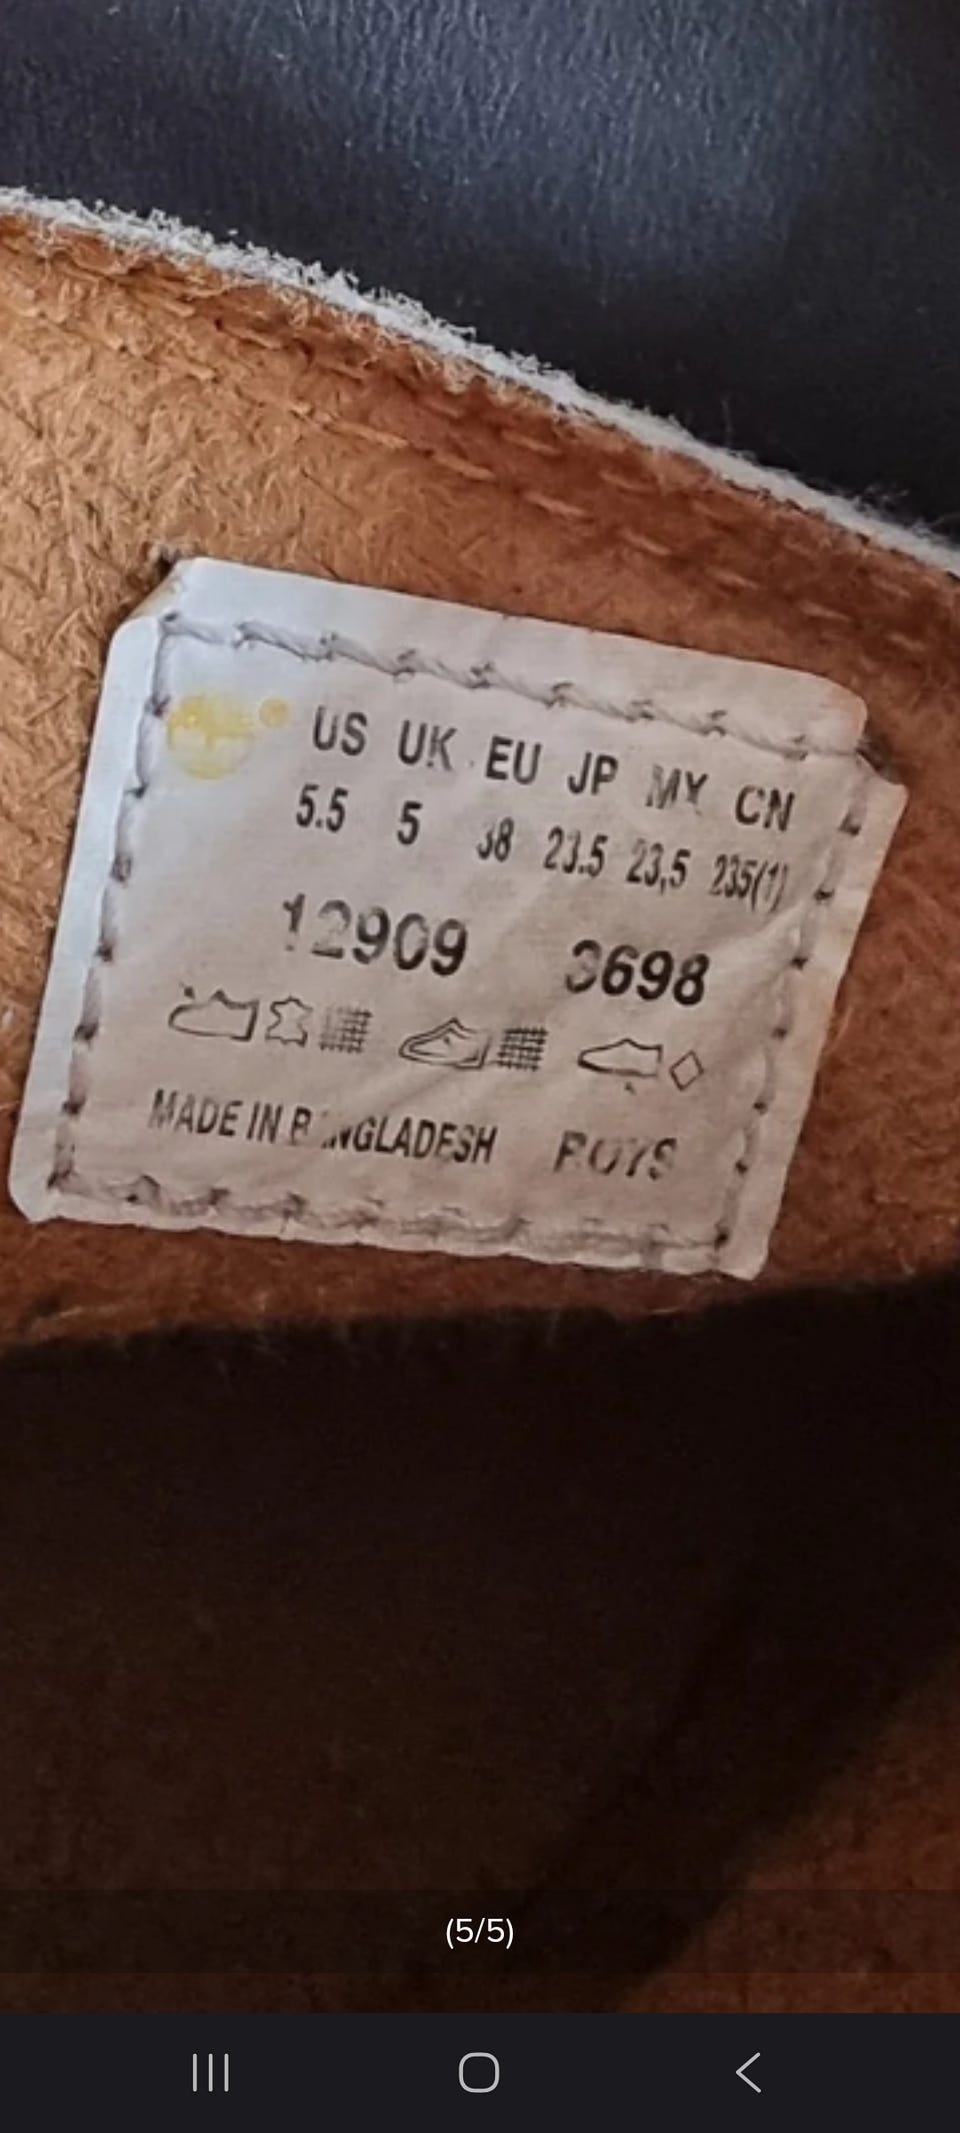 US UK EU JP MY CN
5.5 5 38 23.5 23,5 235(1)
12909 3698
MADE IN BANGLADESH BOYS
(5/5)